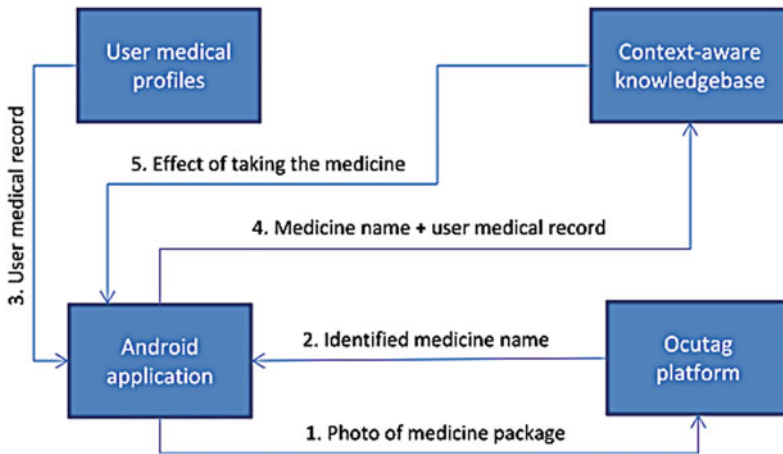 User medical
profiles
Context-aware
knowledgebase
3. User medical record
5. Effect of taking the medicine
4. Medicine name + user medical record
Android
application
2. Identified medicine name
Ocutag
platform
1. Photo of medicine package